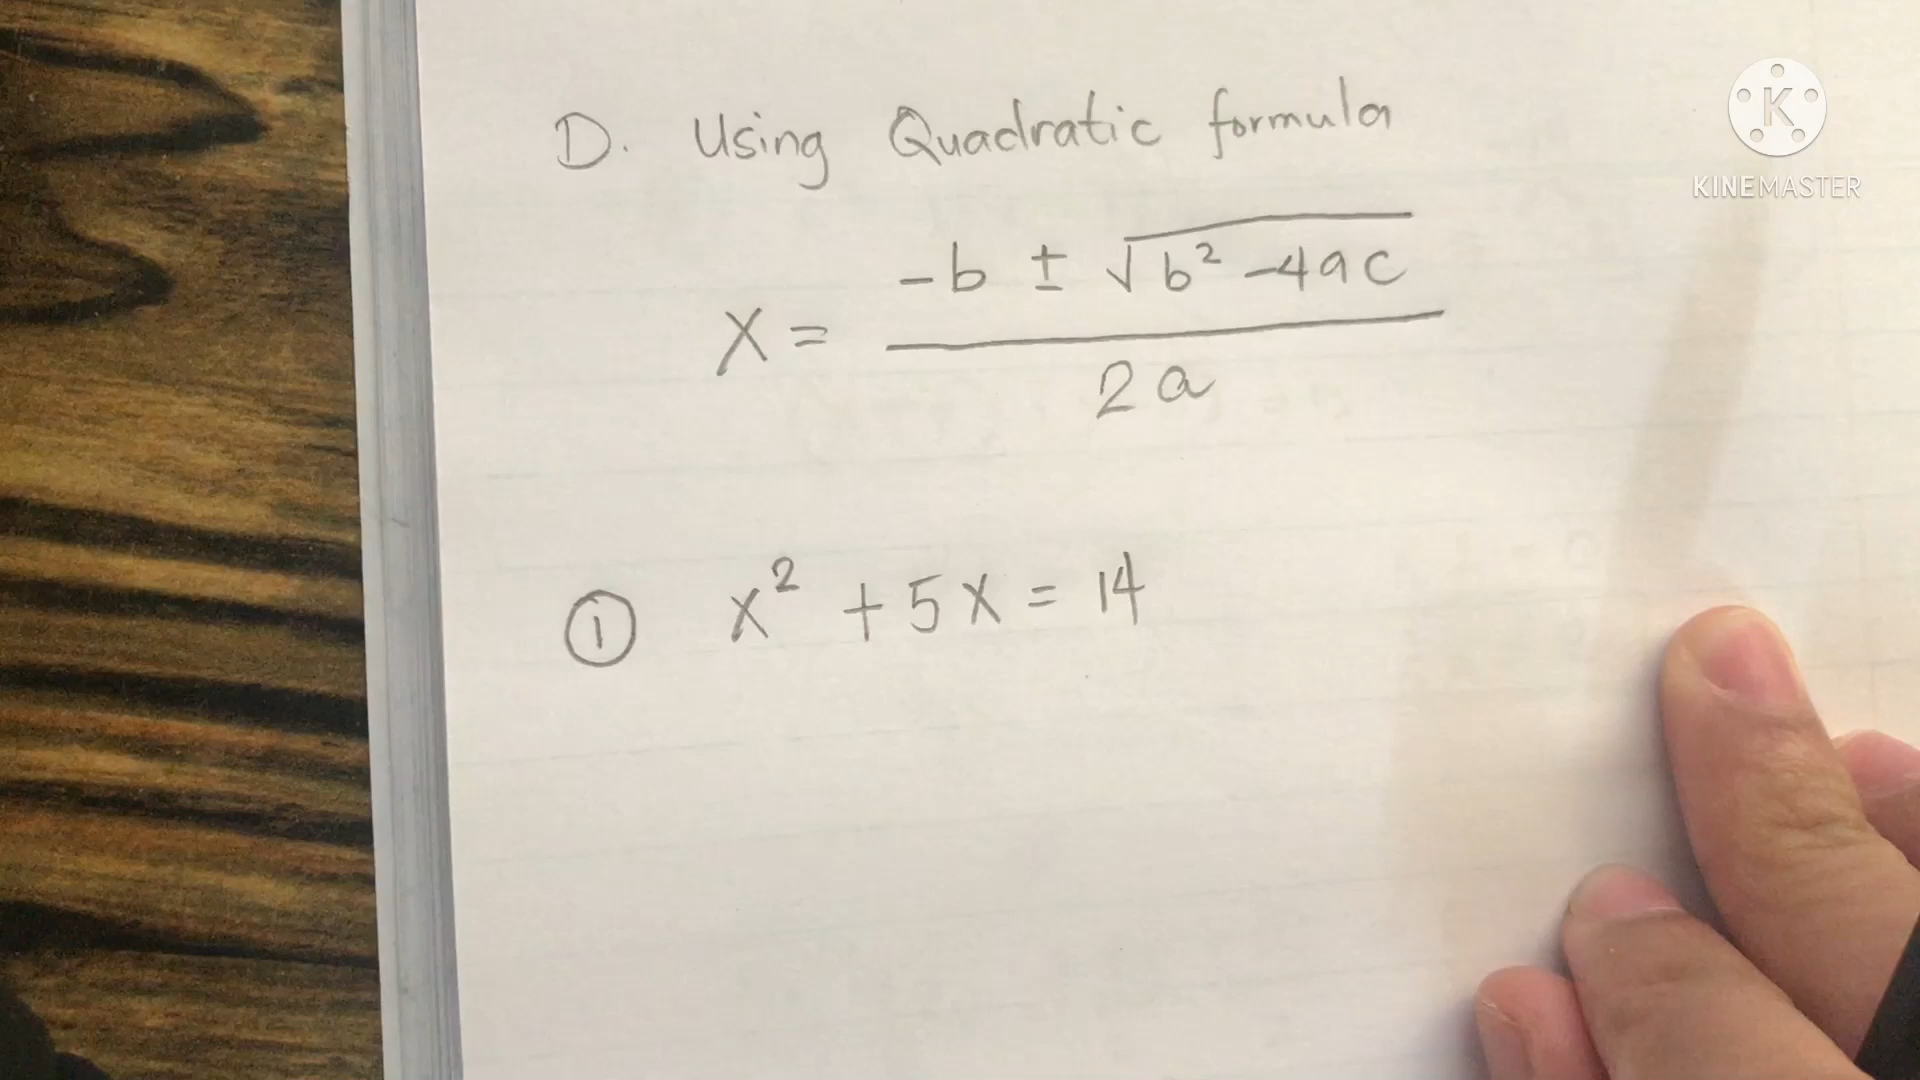 D. Using Quadratic formula
K
KINEMASTER
x = -b ± √b² -4ac / 2a
① x² + 5x = 14